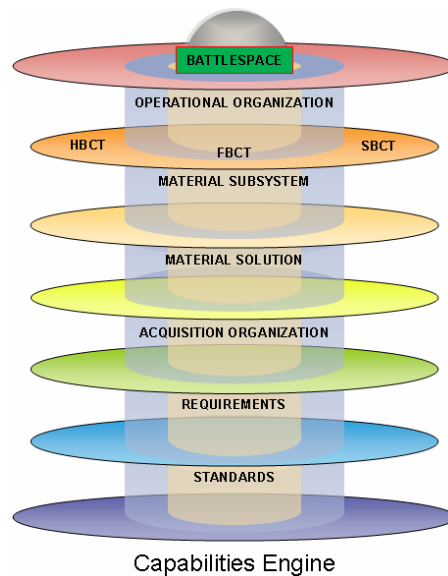 BATTLESPACE
OPERATIONAL ORGANIZATION
HBCT FBCT SBCT
MATERIAL SUBSYSTEM
MATERIAL SOLUTION
ACQUISITION ORGANIZATION
REQUIREMENTS
STANDARDS
Capabilities Engine